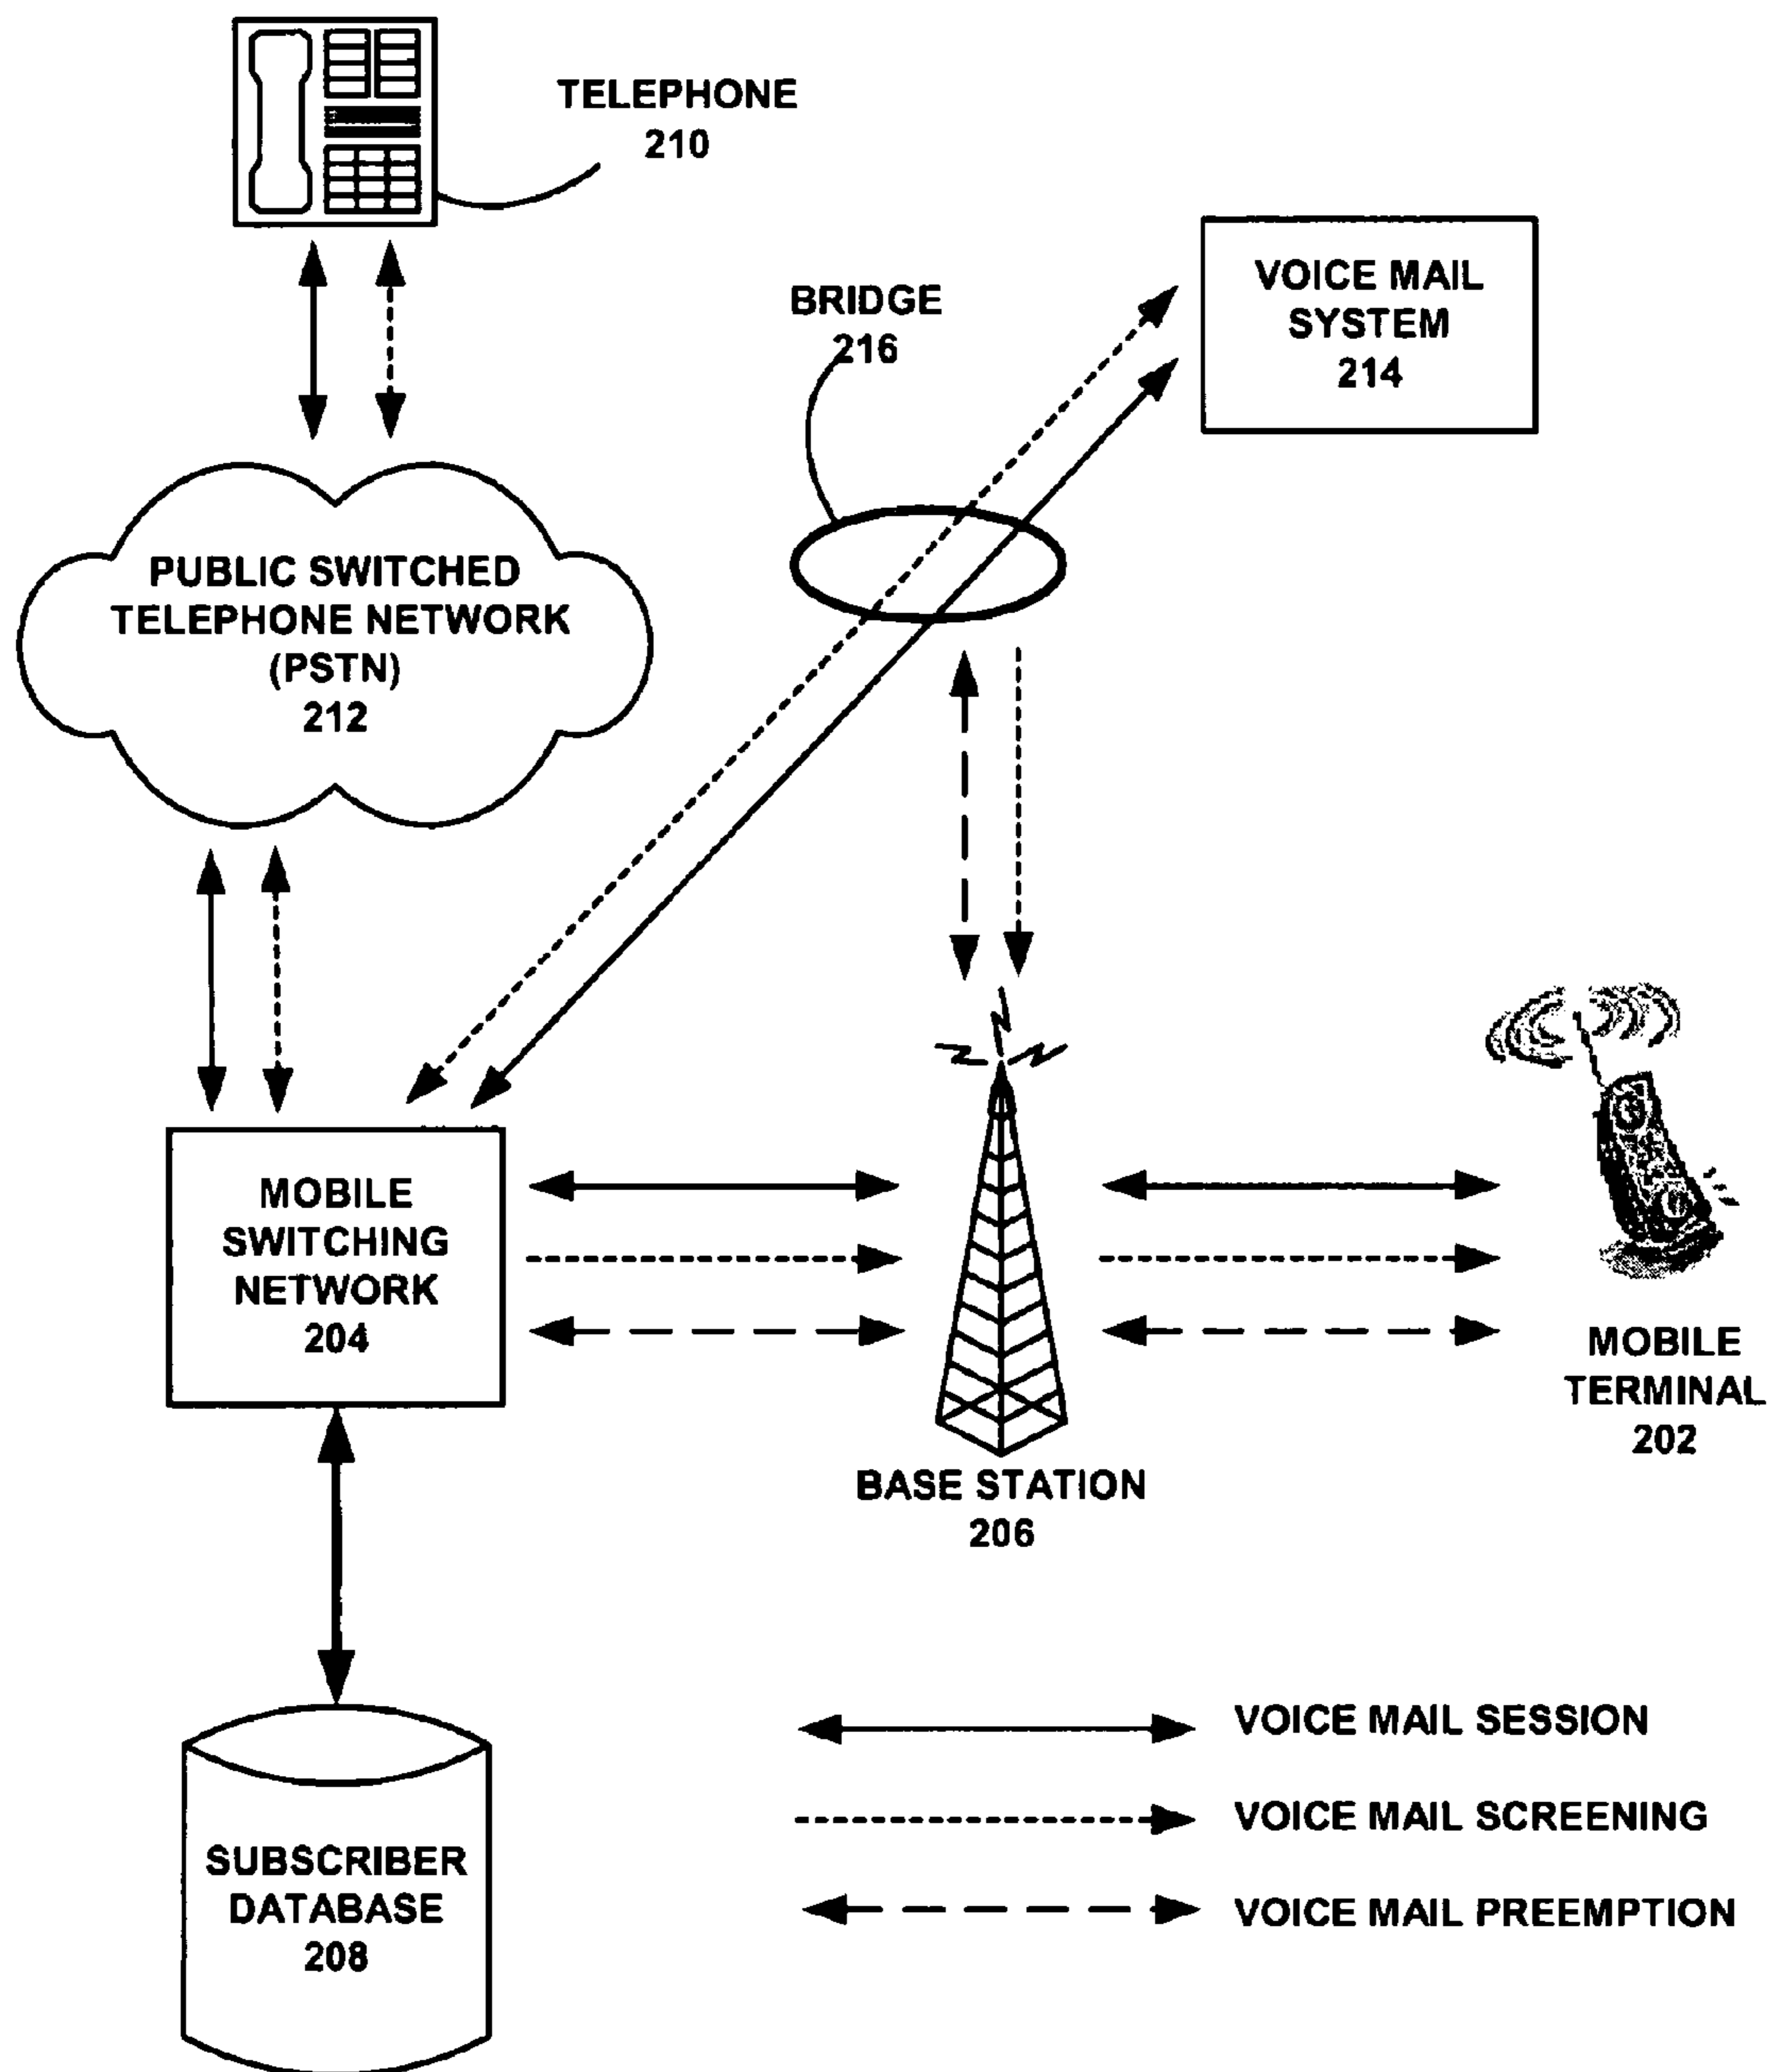 TELEPHONE
210
BRIDGE
216
VOICE MAIL
SYSTEM
214
PUBLIC SWITCHED
TELEPHONE NETWORK
(PSTN)
212
MOBILE
SWITCHING
NETWORK
204
BASE STATION
206
MOBILE
TERMINAL
202
SUBSCRIBER
DATABASE
208
VOICE MAIL SESSION
VOICE MAIL SCREENING
VOICE MAIL PREEMPTION